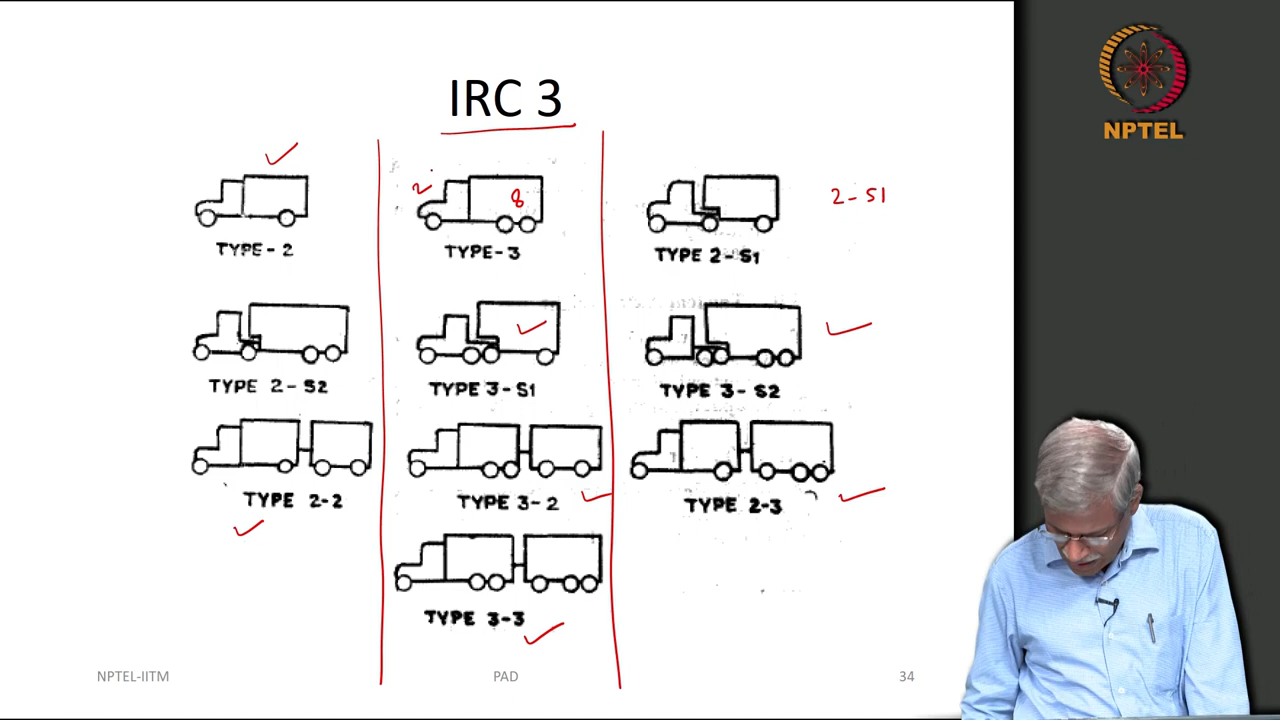 IRC 3
NPTEL
2
8
2-S1
TYPE-2
TYPE-3
TYPE 2-S1
TYPE 2-S2
TYPE 3-S1
TYPE 3-S2
TYPE 2-2
TYPE 3-2
TYPE 2-3
TYPE 3-3
NPTEL-IITM
PAD
34